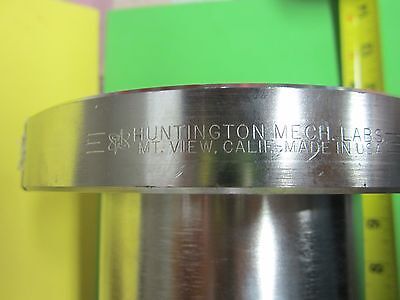 HUNTINGTON MECH. LABS
MT. VIEW, CALIF. MADE IN USA